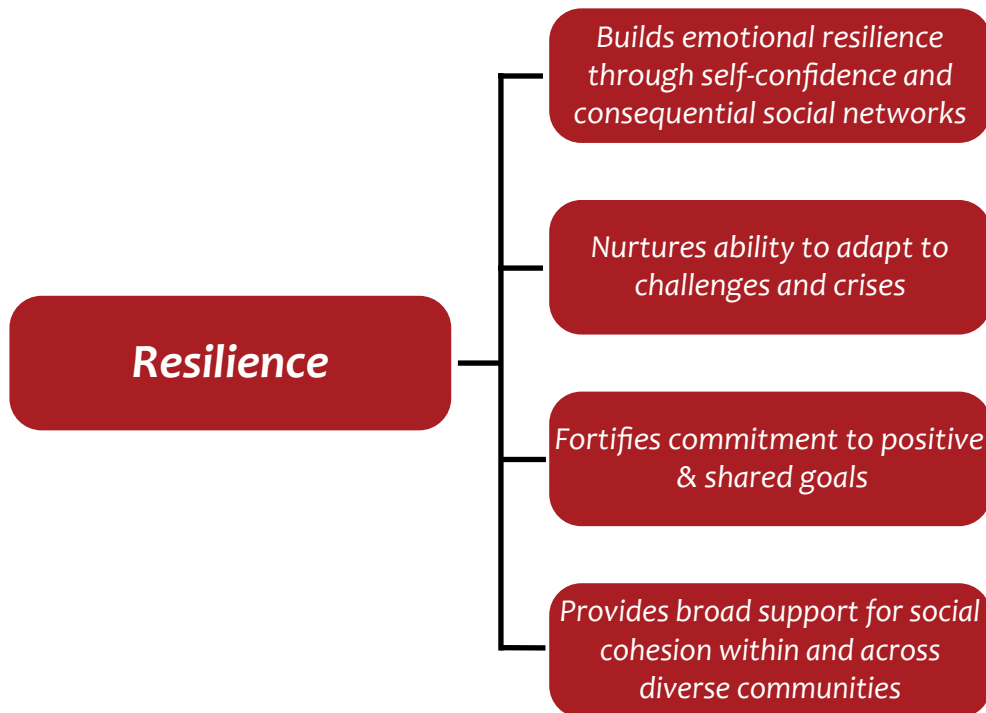 Resilience
Builds emotional resilience
through self-confidence and
consequential social networks
Nurtures ability to adapt to
challenges and crises
Fortifies commitment to positive
& shared goals
Provides broad support for social
cohesion within and across
diverse communities